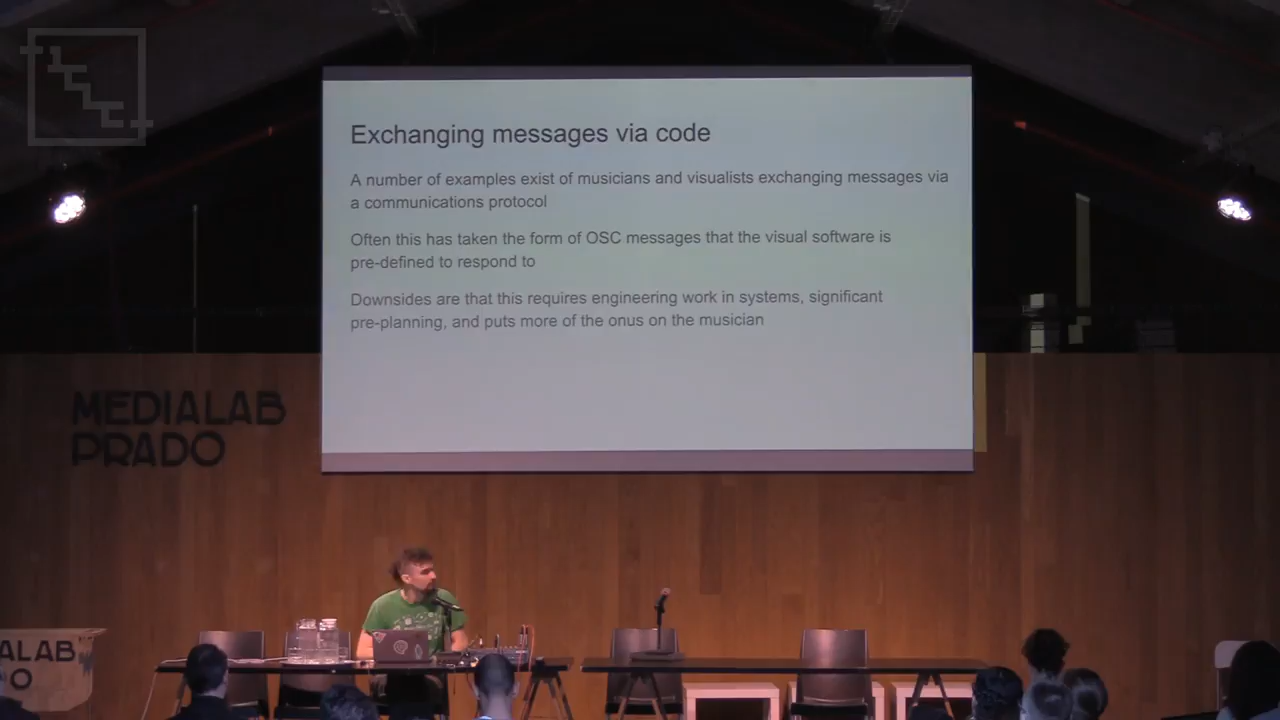 Exchanging messages via code
A number of examples exist of musicians and visualists exchanging messages via
a communications protocol
Often this has taken the form of OSC messages that the visual software is
pre-defined to respond to
Downsides are that this requires engineering work in systems, significant
pre-planning, and puts more of the onus on the musician
MEDIALAB
PRADO
ALAB
O